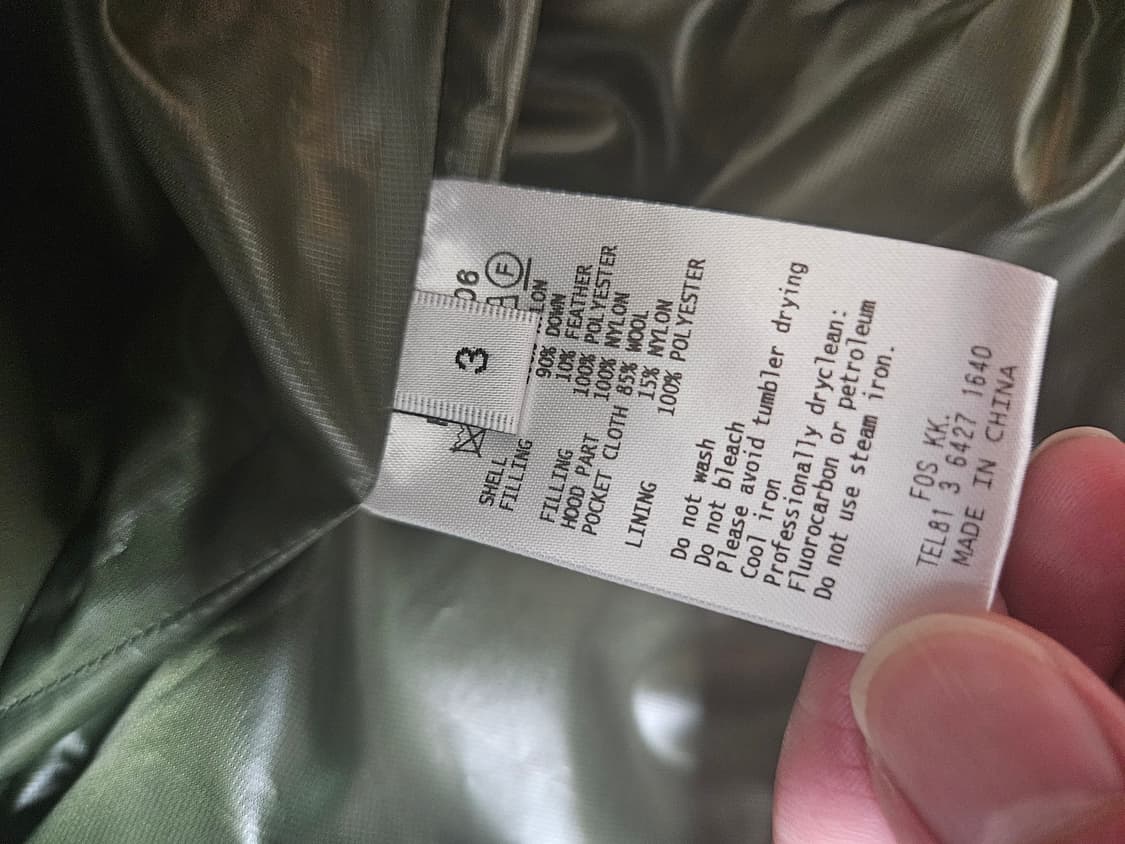 3
06
F
SHELL
FILLING 90% DOWN
10% FEATHER
FILLING 100% POLYESTER
HOOD PART 100% NYLON
POCKET CLOTH 85% WOOL
15% NYLON
LINING 100% POLYESTER
Do not wash
Do not bleach
Please avoid tumbler drying
Cool iron
Professionally dryclean:
Fluorocarbon or petroleum
Do not use steam iron.
TEL81 FOS KK.
3 6427 1640
MADE IN CHINA